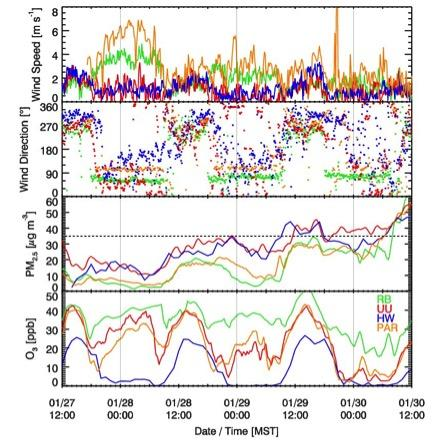 Wind Speed [m s⁻¹]
8
6
4
2
0
Wind Direction [°]
360
270
180
90
0
PM₂.₅ [µg m⁻³]
60
50
40
30
20
10
O₃ [ppb]
50
40
30
20
10
0
RB
UU
HW
PAR
01/27 01/28 01/28 01/29 01/29 01/30 01/30
12:00 00:00 12:00 00:00 12:00 00:00 12:00
Date / Time [MST]